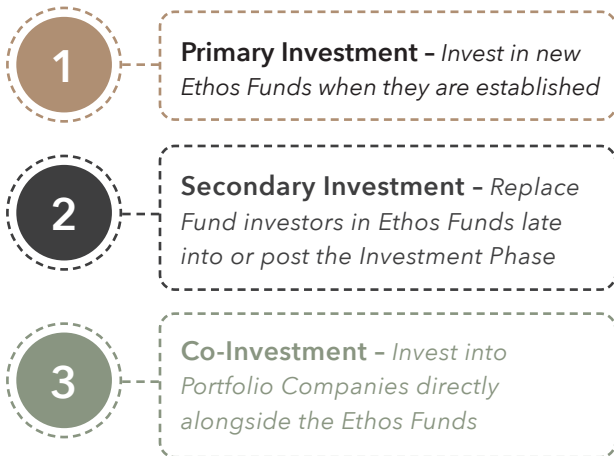 1
Primary Investment – Invest in new
Ethos Funds when they are established
2
Secondary Investment – Replace
Fund investors in Ethos Funds late
into or post the Investment Phase
3
Co-Investment – Invest into
Portfolio Companies directly
alongside the Ethos Funds